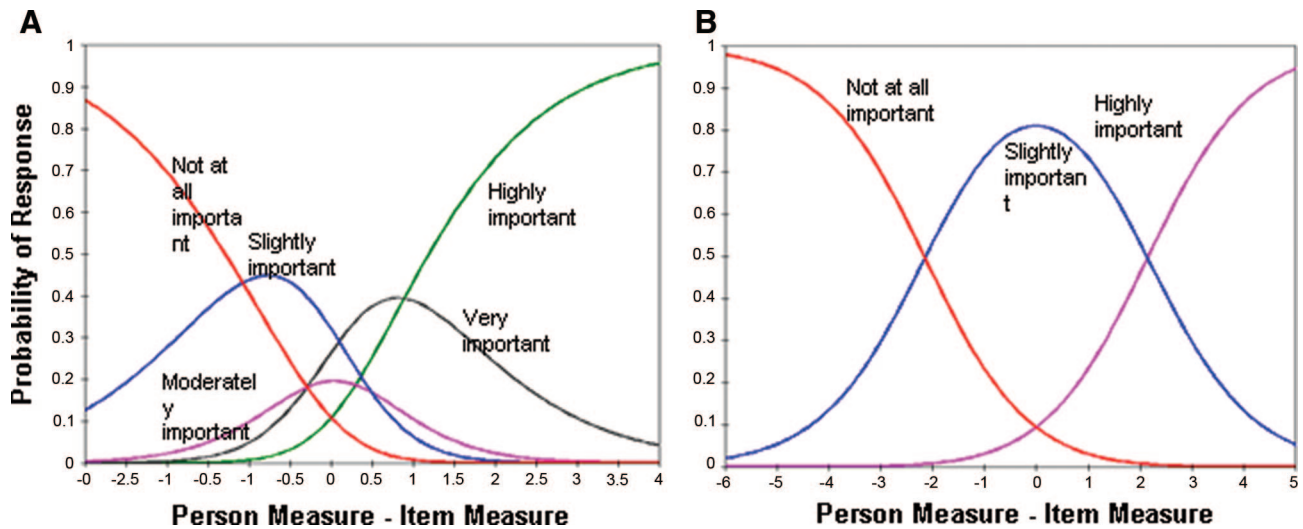 A
Probability of Response
1
0.9
0.8
0.7
0.6
0.5
0.4
0.3
0.2
0.1
0
Not at
all
importa
nt
Slightly
important
Moderatel
y
important
Very
important
Highly
important
-0 -2.5 -1 -1.5 -1 -0.5 0 0.5 1 1.5 2 2.5 3 3.5 4
Person Measure - Item Measure
B
1
0.9
0.8
0.7
0.6
0.5
0.4
0.3
0.2
0.1
0
Not at all
important
Slightly
importan
t
Highly
important
-6 -5 -4 -3 -2 -1 0 1 2 3 4 5
Person Measure - Item Measure